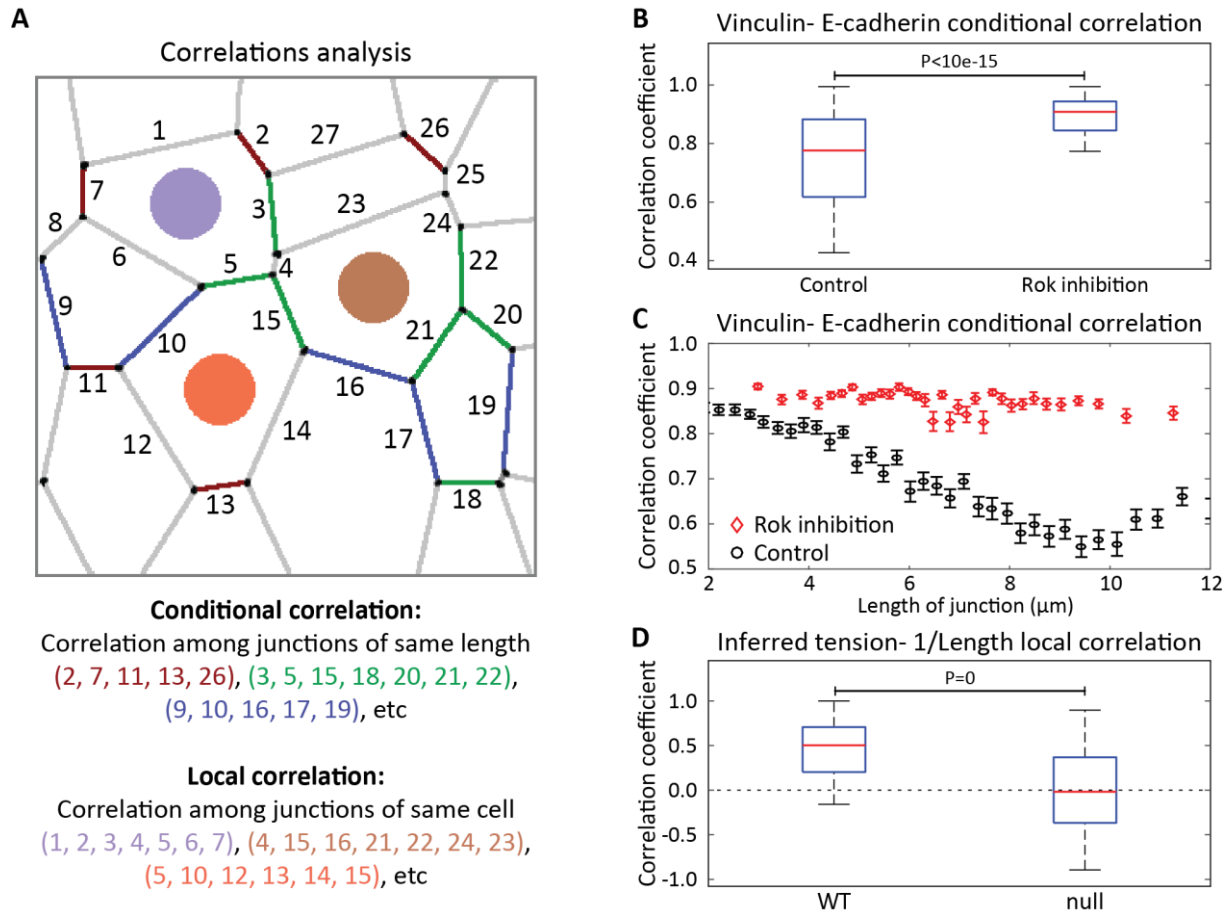 A
Correlations analysis
1
2
27
26
7
25
3
23
8
24
6
5
4
22
9
15
10
20
21
11
16
19
12
14
17
13
18
Conditional correlation:
Correlation among junctions of same length
(2, 7, 11, 13, 26), (3, 5, 15, 18, 20, 21, 22),
(9, 10, 16, 17, 19), etc
Local correlation:
Correlation among junctions of same cell
(1, 2, 3, 4, 5, 6, 7), (4, 15, 16, 21, 22, 24, 23),
(5, 10, 12, 13, 14, 15), etc
B
Vinculin- E-cadherin conditional correlation
Correlation coefficient
1.0
0.8
0.6
0.4
P<10e-15
Control
Rok inhibition
C
Vinculin- E-cadherin conditional correlation
Correlation coefficient
1.0
0.9
0.8
0.7
0.6
0.5
Rok inhibition
Control
2
4
6
8
10
12
Length of junction (μm)
D
Inferred tension- 1/Length local correlation
Correlation coefficient
1.0
0.5
0.0
-0.5
-1.0
P=0
WT
null